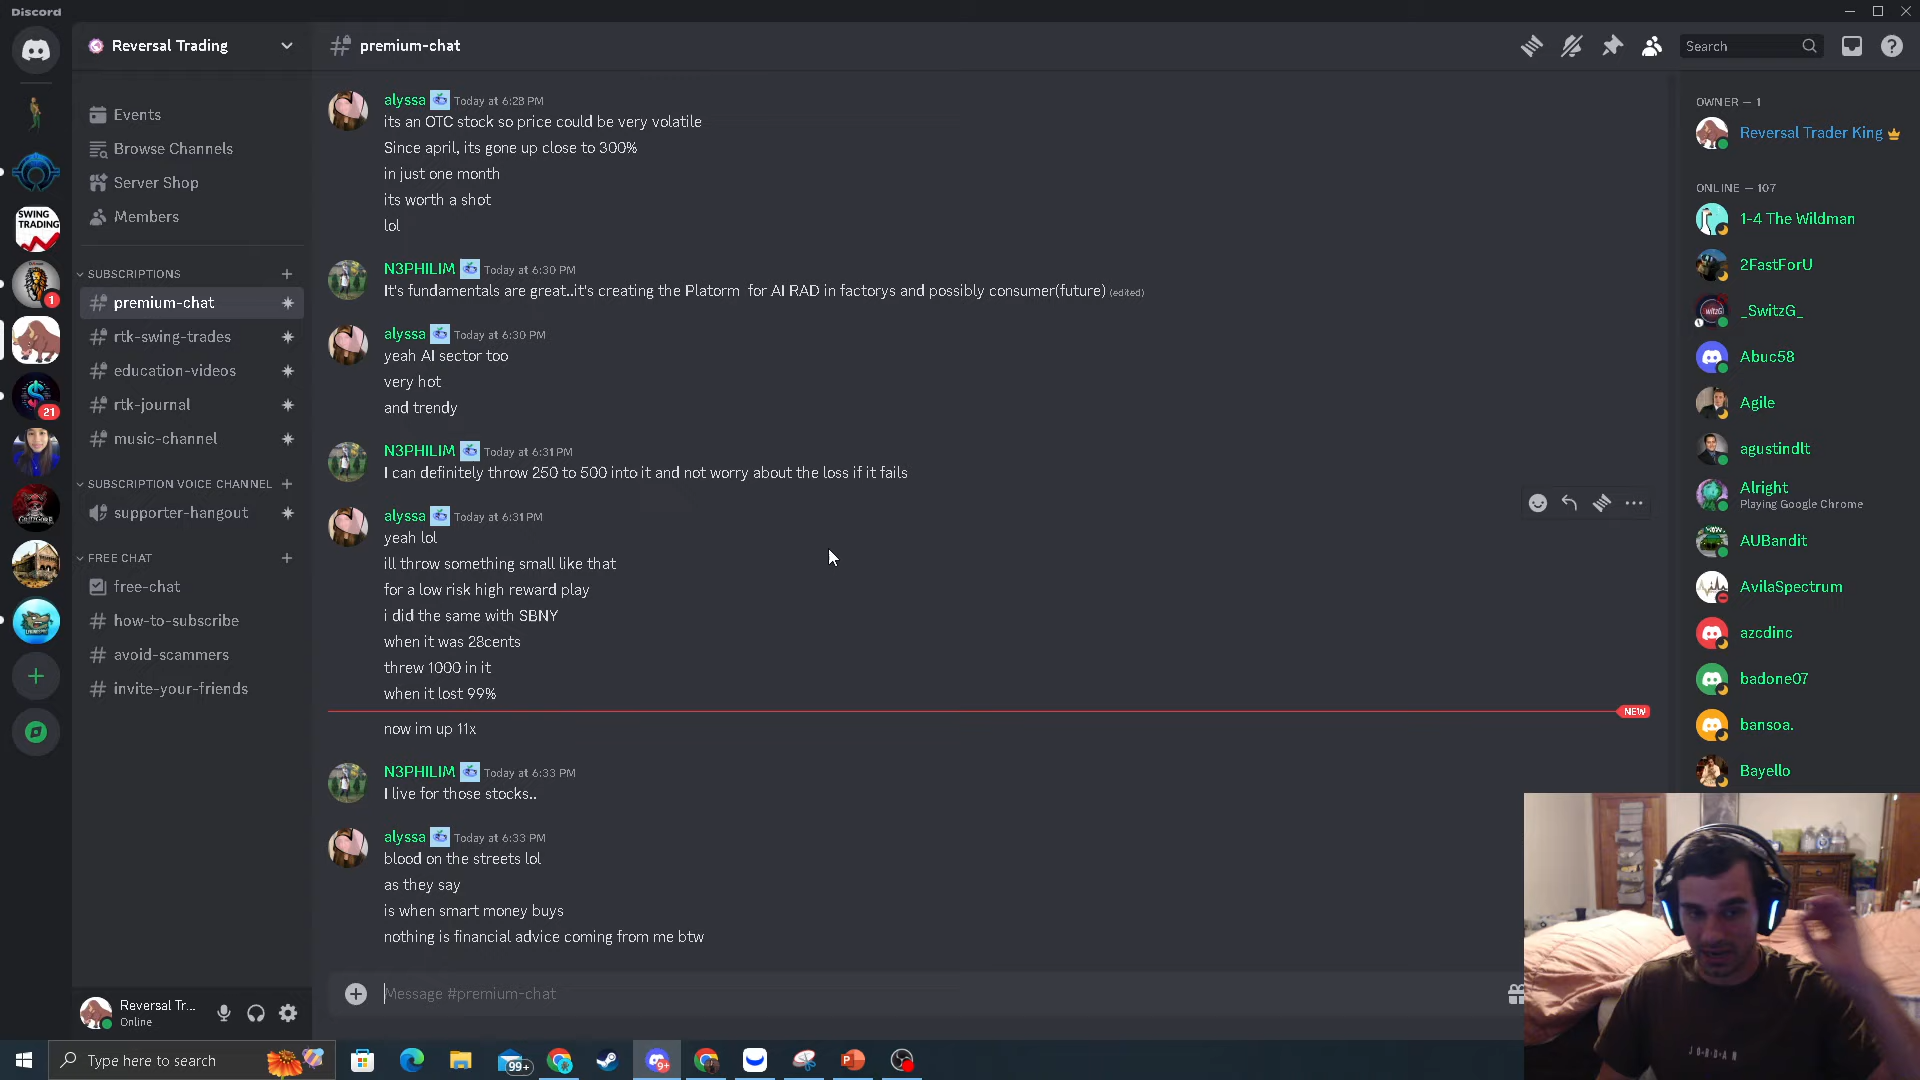 Discord
Reversal Trading
premium-chat
Search
Events
Browse Channels
Server Shop
Members
SUBSCRIPTIONS
premium-chat
rtk-swing-trades
education-videos
rtk-journal
music-channel
SUBSCRIPTION VOICE CHANNEL
supporter-hangout
FREE CHAT
free-chat
how-to-subscribe
avoid-scammers
invite-your-friends
SWING
TRADING
1
21
Reversal Tr...
Online
alyssa Today at 6:28 PM
its an OTC stock so price could be very volatile
Since april, its gone up close to 300%
in just one month
its worth a shot
lol
N3PHILIM Today at 6:30 PM
It's fundamentals are great..it's creating the Platorm for AI RAD in factorys and possibly consumer(future) (edited)
alyssa Today at 6:30 PM
yeah AI sector too
very hot
and trendy
N3PHILIM Today at 6:31 PM
I can definitely throw 250 to 500 into it and not worry about the loss if it fails
alyssa Today at 6:31 PM
yeah lol
ill throw something small like that
for a low risk high reward play
i did the same with SBNY
when it was 28cents
threw 1000 in it
when it lost 99%
NEW
now im up 11x
N3PHILIM Today at 6:33 PM
I live for those stocks..
alyssa Today at 6:33 PM
blood on the streets lol
as they say
is when smart money buys
nothing is financial advice coming from me btw
Message #premium-chat
OWNER — 1
Reversal Trader King
ONLINE — 107
1-4 The Wildman
2FastForU
_SwitzG_
Abuc58
Agile
agustindlt
Alright
Playing Google Chrome
AUBandit
AvilaSpectrum
azcdinc
badone07
bansoa.
Bayello
JORDAN
Type here to search
99+
9+